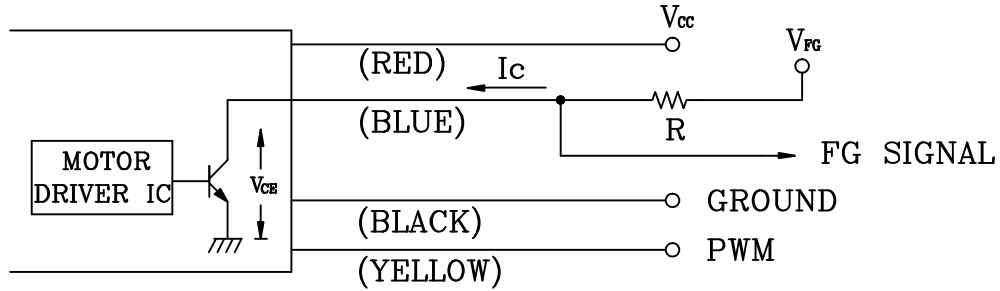 VCC
(RED)
VFG
Ic
(BLUE)
R
FG SIGNAL
MOTOR
DRIVER IC
VCE
GROUND
(BLACK)
PWM
(YELLOW)